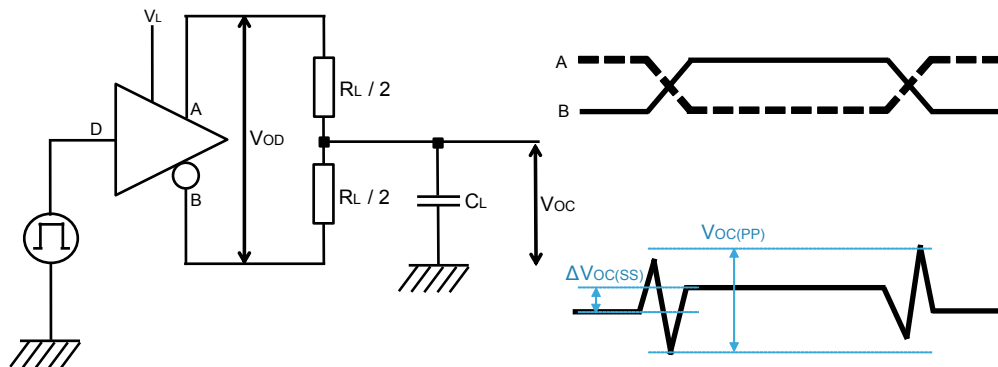 VL
A
D
B
VOD
RL / 2
RL / 2
CL
VOC
A
B
VOC(PP)
ΔVOC(SS)